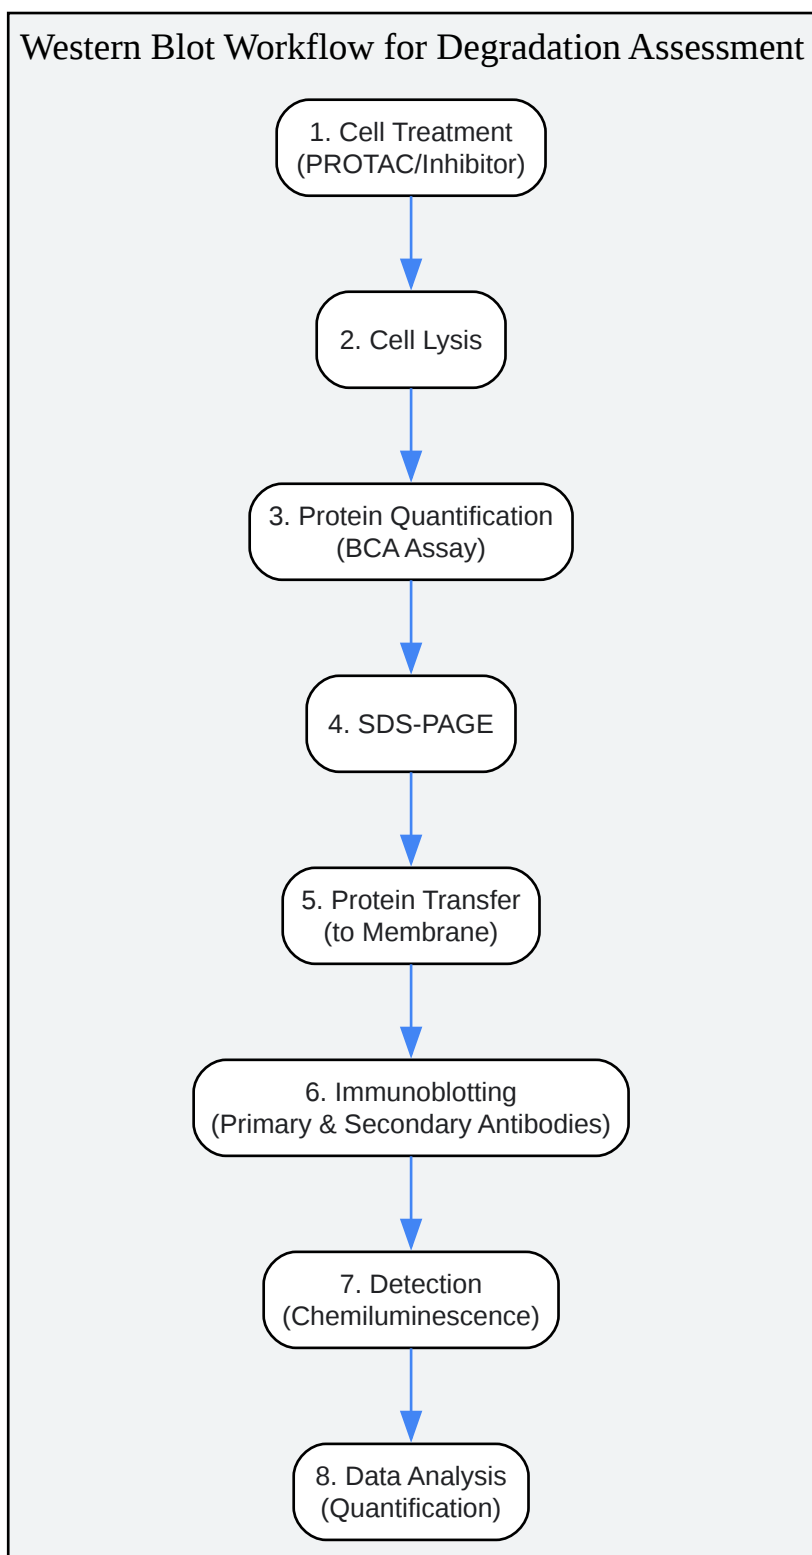 Western Blot Workflow for Degradation Assessment
1. Cell Treatment
(PROTAC/Inhibitor)
2. Cell Lysis
3. Protein Quantification
(BCA Assay)
4. SDS-PAGE
5. Protein Transfer
(to Membrane)
6. Immunoblotting
(Primary & Secondary Antibodies)
7. Detection
(Chemiluminescence)
8. Data Analysis
(Quantification)